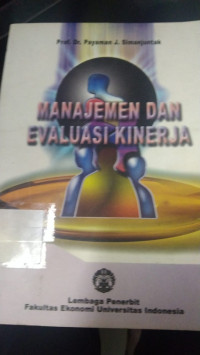 Prof. Dr. Payaman J. Simanjuntak
MANAJEMEN DAN
EVALUASI KINERJA
Lembaga Penerbit
Fakultas Ekonomi Universitas Indonesia